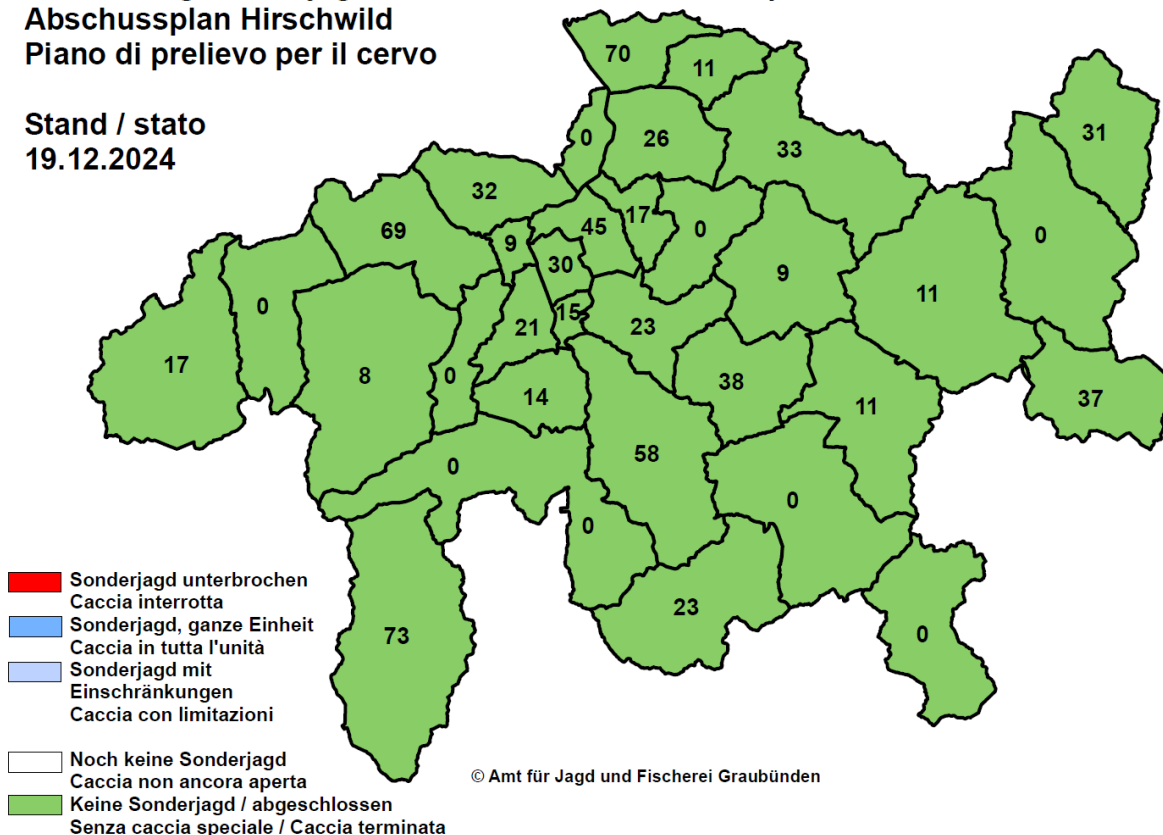 Abschussplan Hirschwild
Piano di prelievo per il cervo
Stand / stato
19.12.2024
70
11
0
26
33
31
32
17
45
0
0
69
9
30
9
11
0
15
21
23
17
8
0
38
37
14
11
58
0
0
0
23
73
0
Sonderjagd unterbrochen
Caccia interrotta
Sonderjagd, ganze Einheit
Caccia in tutta l'unità
Sonderjagd mit
Einschränkungen
Caccia con limitazioni
Noch keine Sonderjagd
Caccia non ancora aperta
Keine Sonderjagd / abgeschlossen
Senza caccia speciale / Caccia terminata
© Amt für Jagd und Fischerei Graubünden